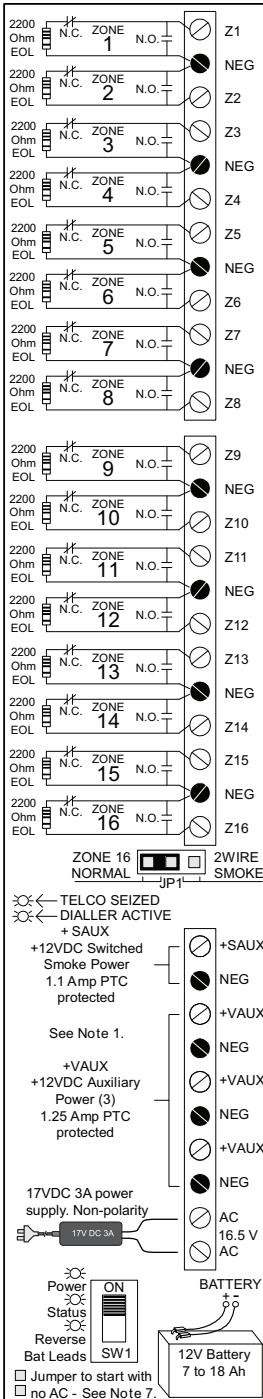 2200 Ohm EOL N.C. ZONE 1 N.O. Z1
NEG
2200 Ohm EOL N.C. ZONE 2 N.O. Z2
2200 Ohm EOL N.C. ZONE 3 N.O. Z3
NEG
2200 Ohm EOL N.C. ZONE 4 N.O. Z4
2200 Ohm EOL N.C. ZONE 5 N.O. Z5
NEG
2200 Ohm EOL N.C. ZONE 6 N.O. Z6
2200 Ohm EOL N.C. ZONE 7 N.O. Z7
NEG
2200 Ohm EOL N.C. ZONE 8 N.O. Z8
2200 Ohm EOL N.C. ZONE 9 N.O. Z9
NEG
2200 Ohm EOL N.C. ZONE 10 N.O. Z10
2200 Ohm EOL N.C. ZONE 11 N.O. Z11
NEG
2200 Ohm EOL N.C. ZONE 12 N.O. Z12
2200 Ohm EOL N.C. ZONE 13 N.O. Z13
NEG
2200 Ohm EOL N.C. ZONE 14 N.O. Z14
2200 Ohm EOL N.C. ZONE 15 N.O. Z15
NEG
2200 Ohm EOL N.C. ZONE 16 N.O. Z16
ZONE 16 NORMAL
JP1
2WIRE SMOKE
TELCO SEIZED
DIALLER ACTIVE
+ SAUX
+12VDC Switched
Smoke Power
1.1 Amp PTC
protected
+SAUX
NEG
See Note 1.
+VAUX
+12VDC Auxiliary
Power (3)
1.25 Amp PTC
protected
+VAUX
NEG
+VAUX
NEG
+VAUX
NEG
17VDC 3A power
supply. Non-polarity
17V DC 3A
AC
16.5 V
AC
Power
Status
Reverse
Bat Leads
ON
SW1
BATTERY
+ -
12V Battery
7 to 18 Ah
Jumper to start with
no AC - See Note 7.